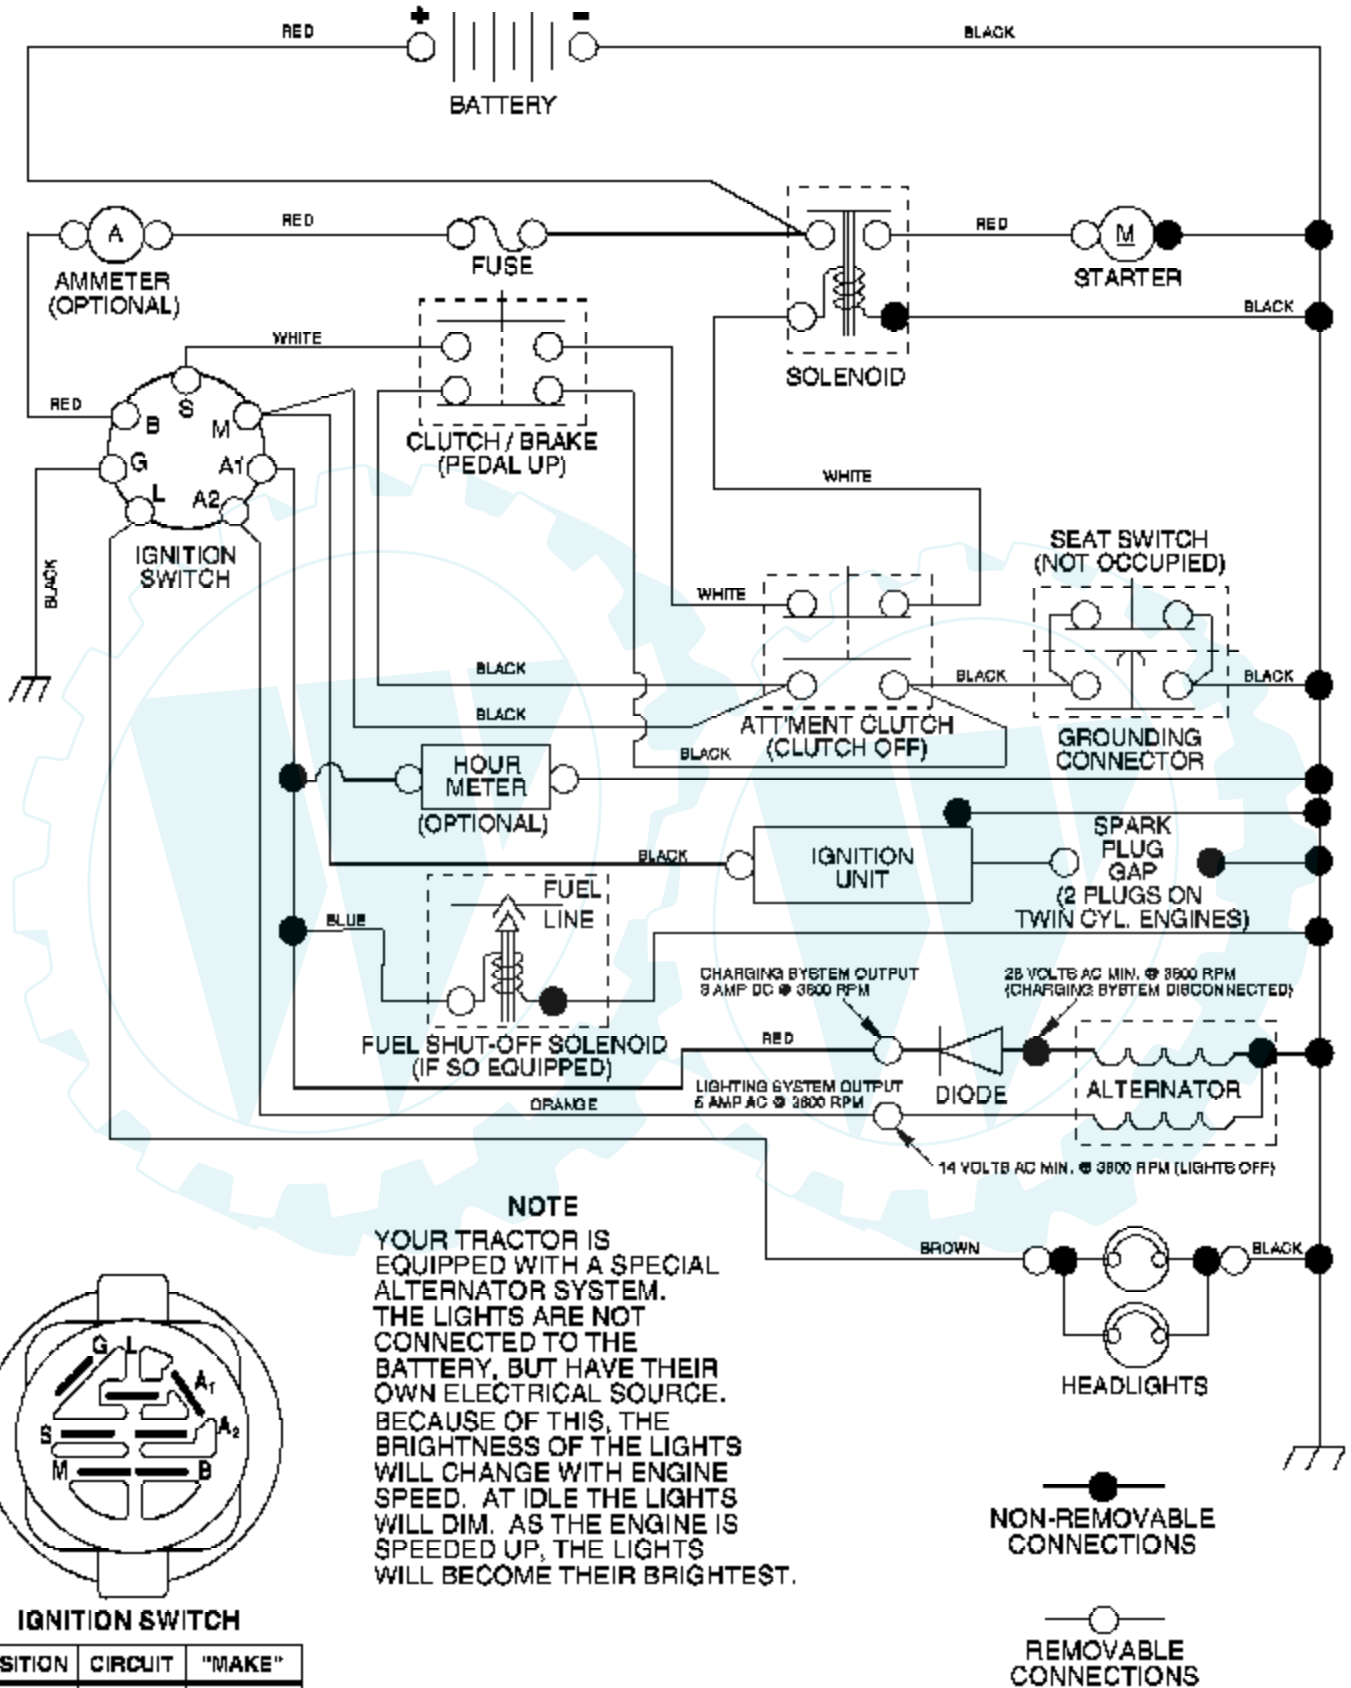 + -
RED
BLACK
BATTERY
A
RED
RED
M
AMMETER
(OPTIONAL)
FUSE
STARTER
BLACK
WHITE
SOLENOID
RED
S
B
M
G
A1
L
A2
CLUTCH / BRAKE
(PEDAL UP)
WHITE
IGNITION
SWITCH
BLACK
SEAT SWITCH
(NOT OCCUPIED)
WHITE
BLACK
BLACK
BLACK
BLACK
ATT'MENT CLUTCH
(CLUTCH OFF)
BLACK
GROUNDING
CONNECTOR
HOUR
METER
(OPTIONAL)
BLACK
IGNITION
UNIT
SPARK
PLUG
GAP
(2 PLUGS ON
TWIN CYL. ENGINES)
FUEL
LINE
BLUE
FUEL SHUT-OFF SOLENOID
(IF SO EQUIPPED)
CHARGING SYSTEM OUTPUT
3 AMP DC @ 3600 RPM
28 VOLTS AC MIN. @ 3600 RPM
(CHARGING SYSTEM DISCONNECTED)
RED
DIODE
ALTERNATOR
LIGHTING SYSTEM OUTPUT
5 AMP AC @ 3600 RPM
ORANGE
14 VOLTS AC MIN. @ 3600 RPM (LIGHTS OFF)
NOTE
YOUR TRACTOR IS
EQUIPPED WITH A SPECIAL
ALTERNATOR SYSTEM.
THE LIGHTS ARE NOT
CONNECTED TO THE
BATTERY, BUT HAVE THEIR
OWN ELECTRICAL SOURCE.
BECAUSE OF THIS, THE
BRIGHTNESS OF THE LIGHTS
WILL CHANGE WITH ENGINE
SPEED. AT IDLE THE LIGHTS
WILL DIM. AS THE ENGINE IS
SPEEDED UP, THE LIGHTS
WILL BECOME THEIR BRIGHTEST.
BROWN
BLACK
HEADLIGHTS
G L
A1
S
A2
M
B
IGNITION SWITCH
SITION CIRCUIT "MAKE"
NON-REMOVABLE
CONNECTIONS
REMOVABLE
CONNECTIONS